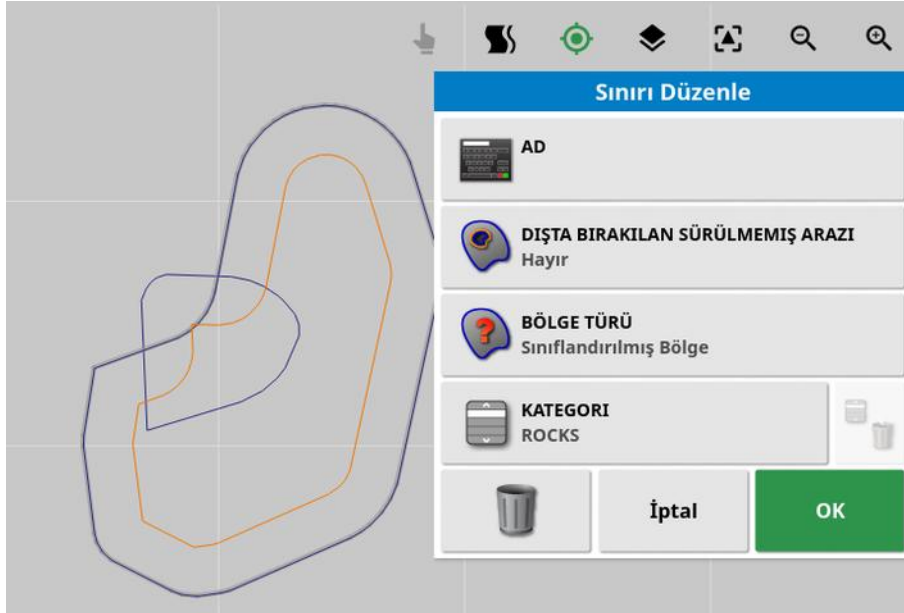 Sınırı Düzenle
AD
DIŞTA BIRAKILAN SÜRÜLMEMIŞ ARAZI
Hayır
BÖLGE TÜRÜ
Sınıflandırılmış Bölge
KATEGORI
ROCKS
İptal
OK